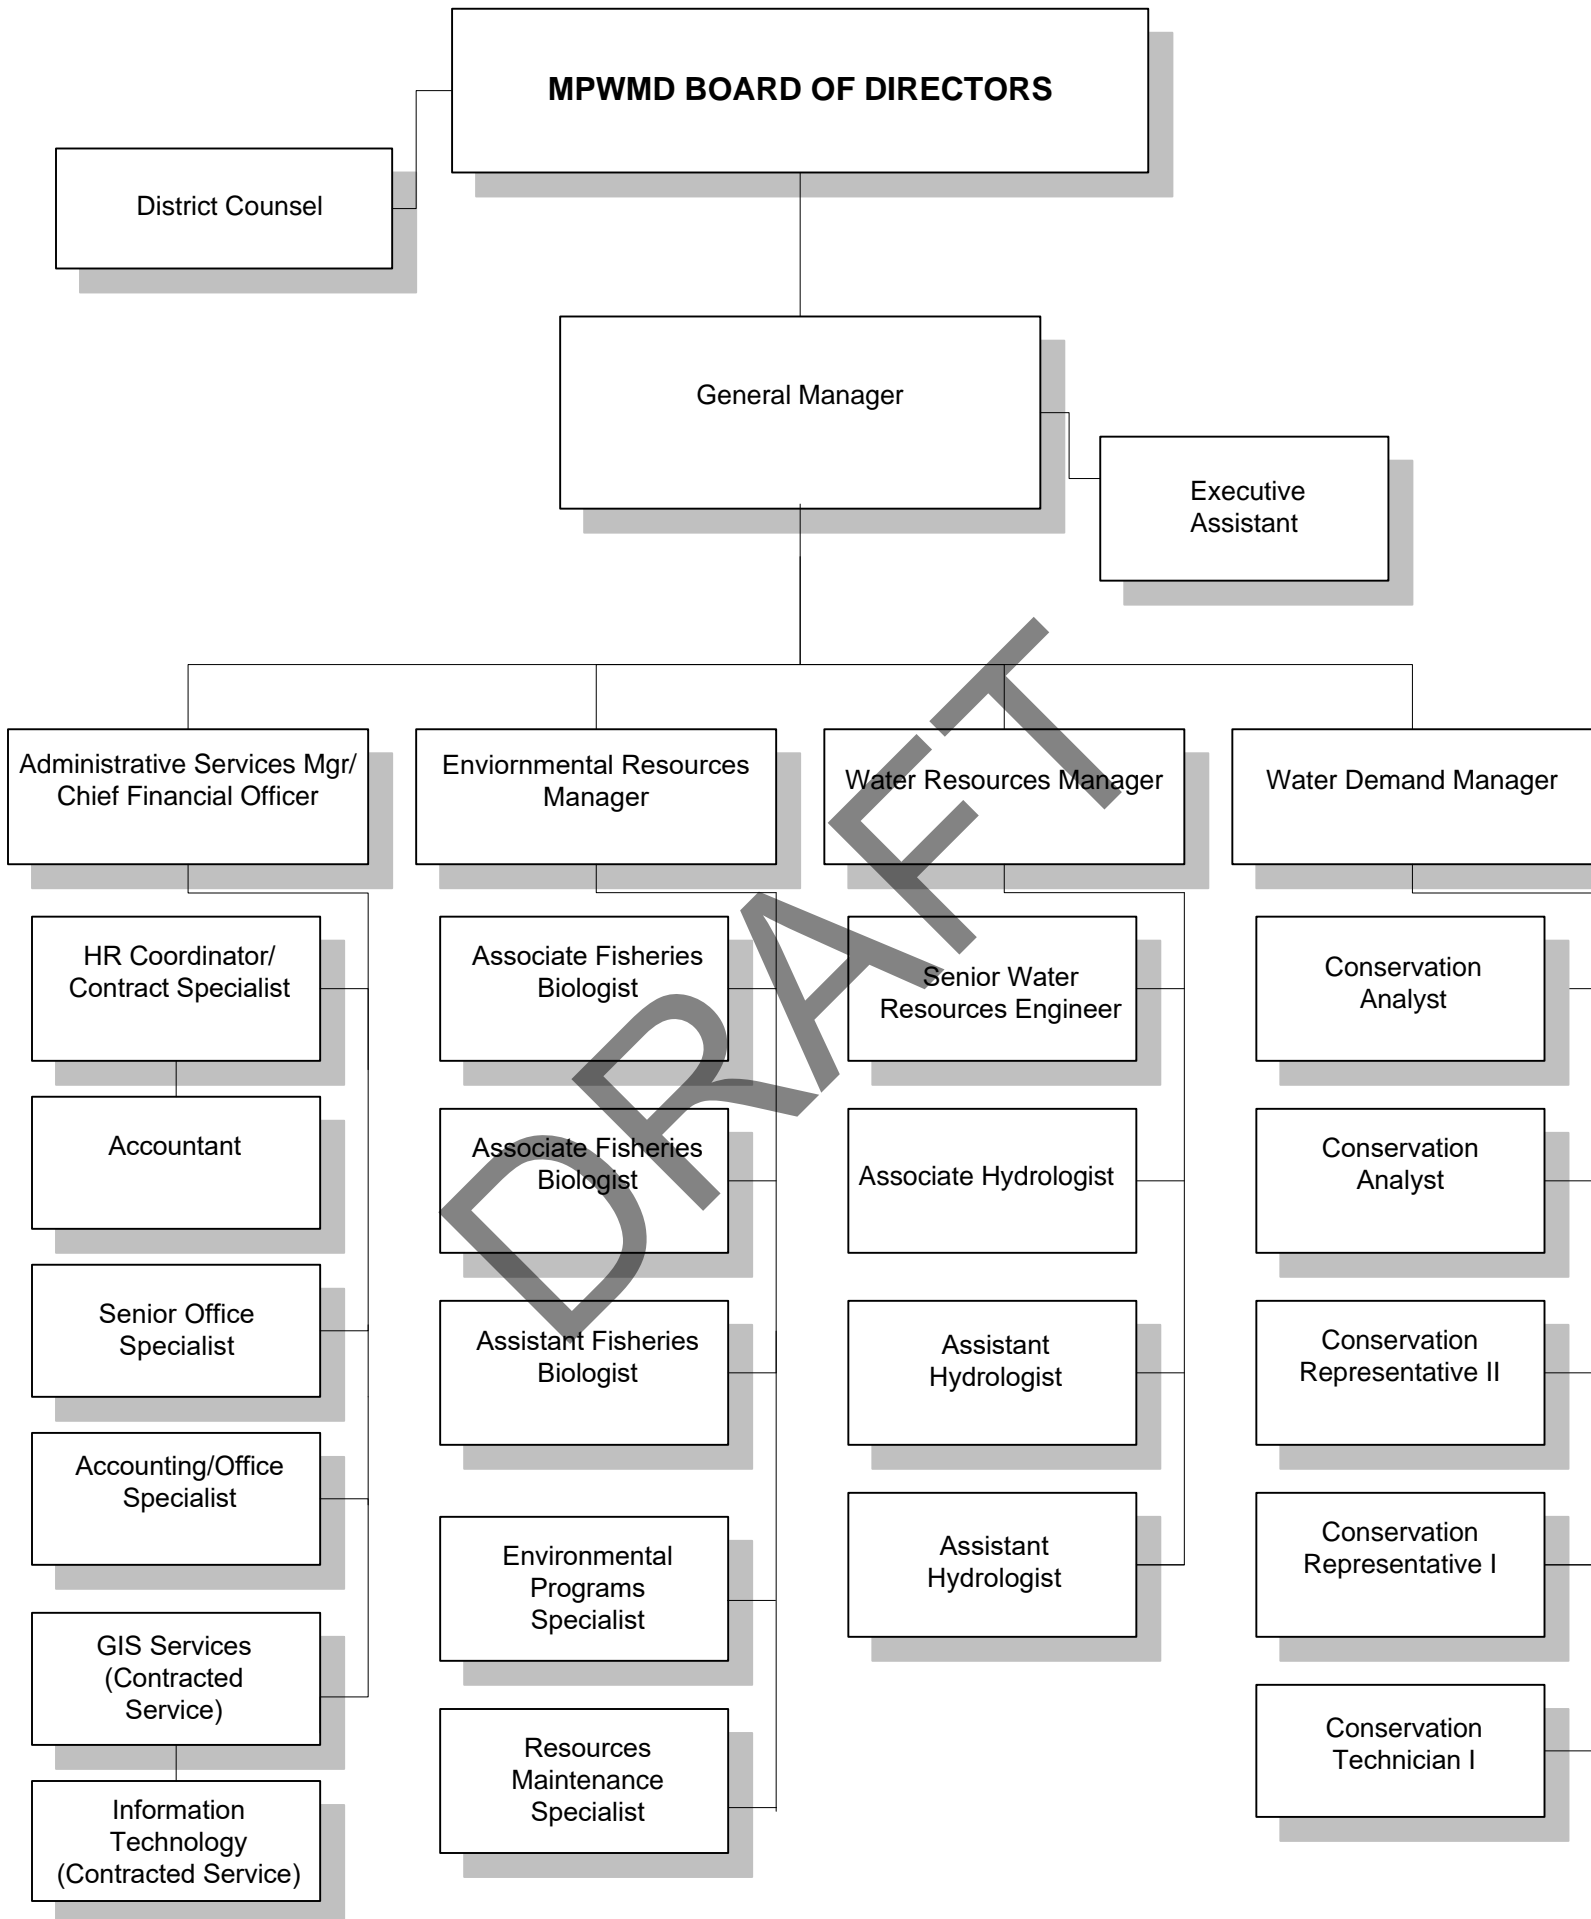 MPWMD BOARD OF DIRECTORS
District Counsel
General Manager
Executive
Assistant
Administrative Services Mgr/
Chief Financial Officer
Enviornmental Resources
Manager
Water Resources Manager
Water Demand Manager
HR Coordinator/
Contract Specialist
Accountant
Senior Office
Specialist
Accounting/Office
Specialist
GIS Services
(Contracted
Service)
Information
Technology
(Contracted Service)
Associate Fisheries
Biologist
Associate Fisheries
Biologist
Assistant Fisheries
Biologist
Environmental
Programs
Specialist
Resources
Maintenance
Specialist
Senior Water
Resources Engineer
Associate Hydrologist
Assistant
Hydrologist
Assistant
Hydrologist
Conservation
Analyst
Conservation
Analyst
Conservation
Representative II
Conservation
Representative I
Conservation
Technician I
DRAFT